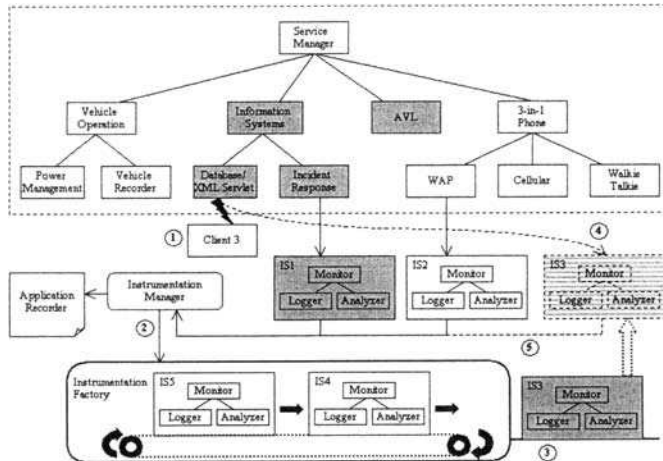 Service
Manager
Vehicle
Operation
Information
Systems
AVL
3-in-1
Phone
Power
Management
Vehicle
Recorder
Database/
XML Servlet
Incident
Response
WAP
Cellular
Walkie
Talkie
1
Client 3
4
IS1
Monitor
Logger
Analyzer
IS2
Monitor
Logger
Analyzer
IS3
Monitor
Logger
Analyzer
Application
Recorder
Instrumentation
Manager
2
5
Instrumentation
Factory
IS5
Monitor
Logger
Analyzer
IS4
Monitor
Logger
Analyzer
IS3
Monitor
Logger
Analyzer
3